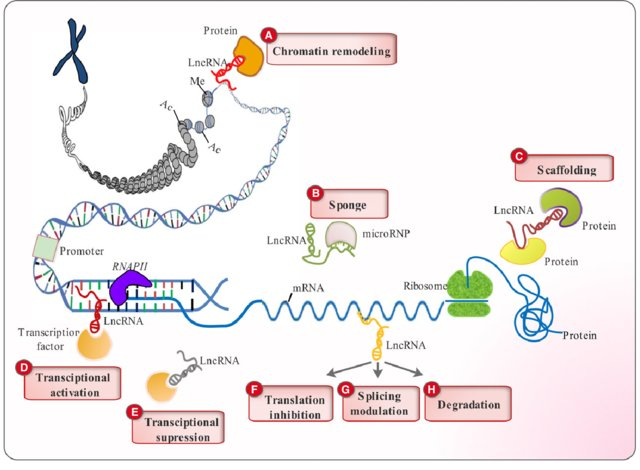 Protein
A
Chromatin remodeling
LncRNA
Me
Ac
Ac
B
Sponge
LncRNA
microRNP
C
Scaffolding
LncRNA
Protein
Protein
Promoter
RNAPII
LncRNA
Transcription
factor
mRNA
Ribosome
Protein
LncRNA
D
Transciptional
activation
LncRNA
E
Transciptional
supression
F
Translation
inhibition
G
Splicing
modulation
H
Degradation